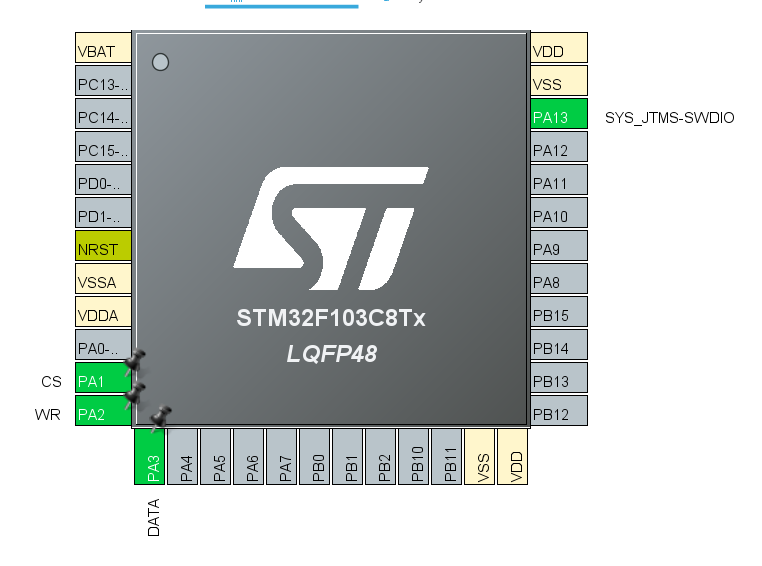 VBAT
PC13-..
PC14-..
PC15-..
PD0-..
PD1-..
NRST
VSSA
VDDA
PA0-..
CS PA1
WR PA2
ST
STM32F103C8Tx
LQFP48
VDD
VSS
PA13 SYS_JTMS-SWDIO
PA12
PA11
PA10
PA9
PA8
PB15
PB14
PB13
PB12
PA3
PA4
PA5
PA6
PA7
PB0
PB1
PB2
PB10
PB11
VSS
VDD
DATA